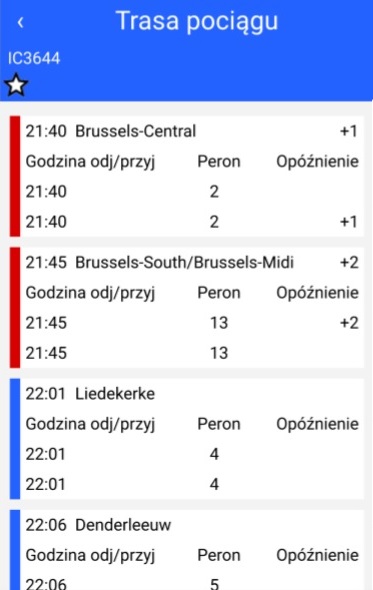 Trasa pociągu
IC3644
21:40 Brussels-Central +1
Godzina odj/przyj Peron Opóźnienie
21:40 2
21:40 2 +1
21:45 Brussels-South/Brussels-Midi +2
Godzina odj/przyj Peron Opóźnienie
21:45 13 +2
21:45 13
22:01 Liedekerke
Godzina odj/przyj Peron Opóźnienie
22:01 4
22:01 4
22:06 Denderleeuw
Godzina odj/przyj Peron Opóźnienie
22:06 5